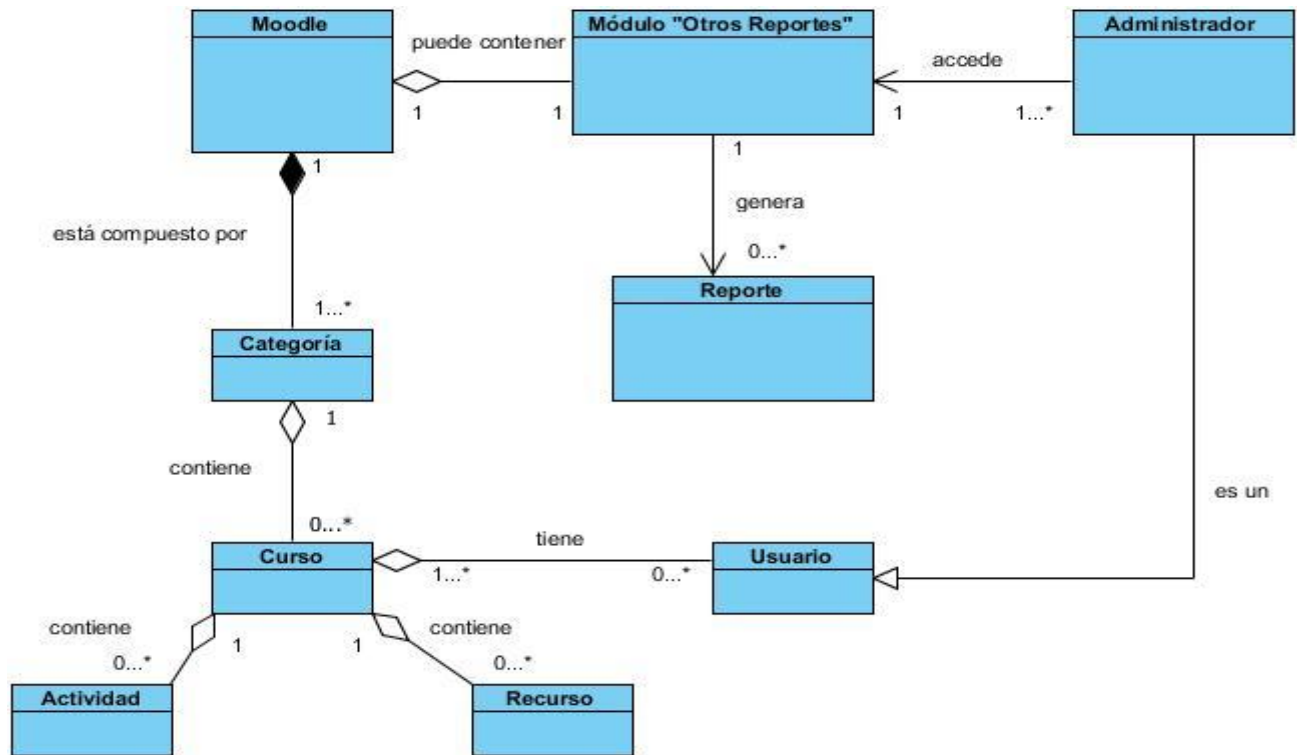 Moodle
puede contener
Módulo "Otros Reportes"
Administrador
accede
1
1
1
1...*
1
1
genera
está compuesto por
0...*
Reporte
1...*
Categoría
1
contiene
0...*
Curso
tiene
1...*
0...*
Usuario
es un
contiene
1
1
contiene
0...*
0...*
Actividad
Recurso